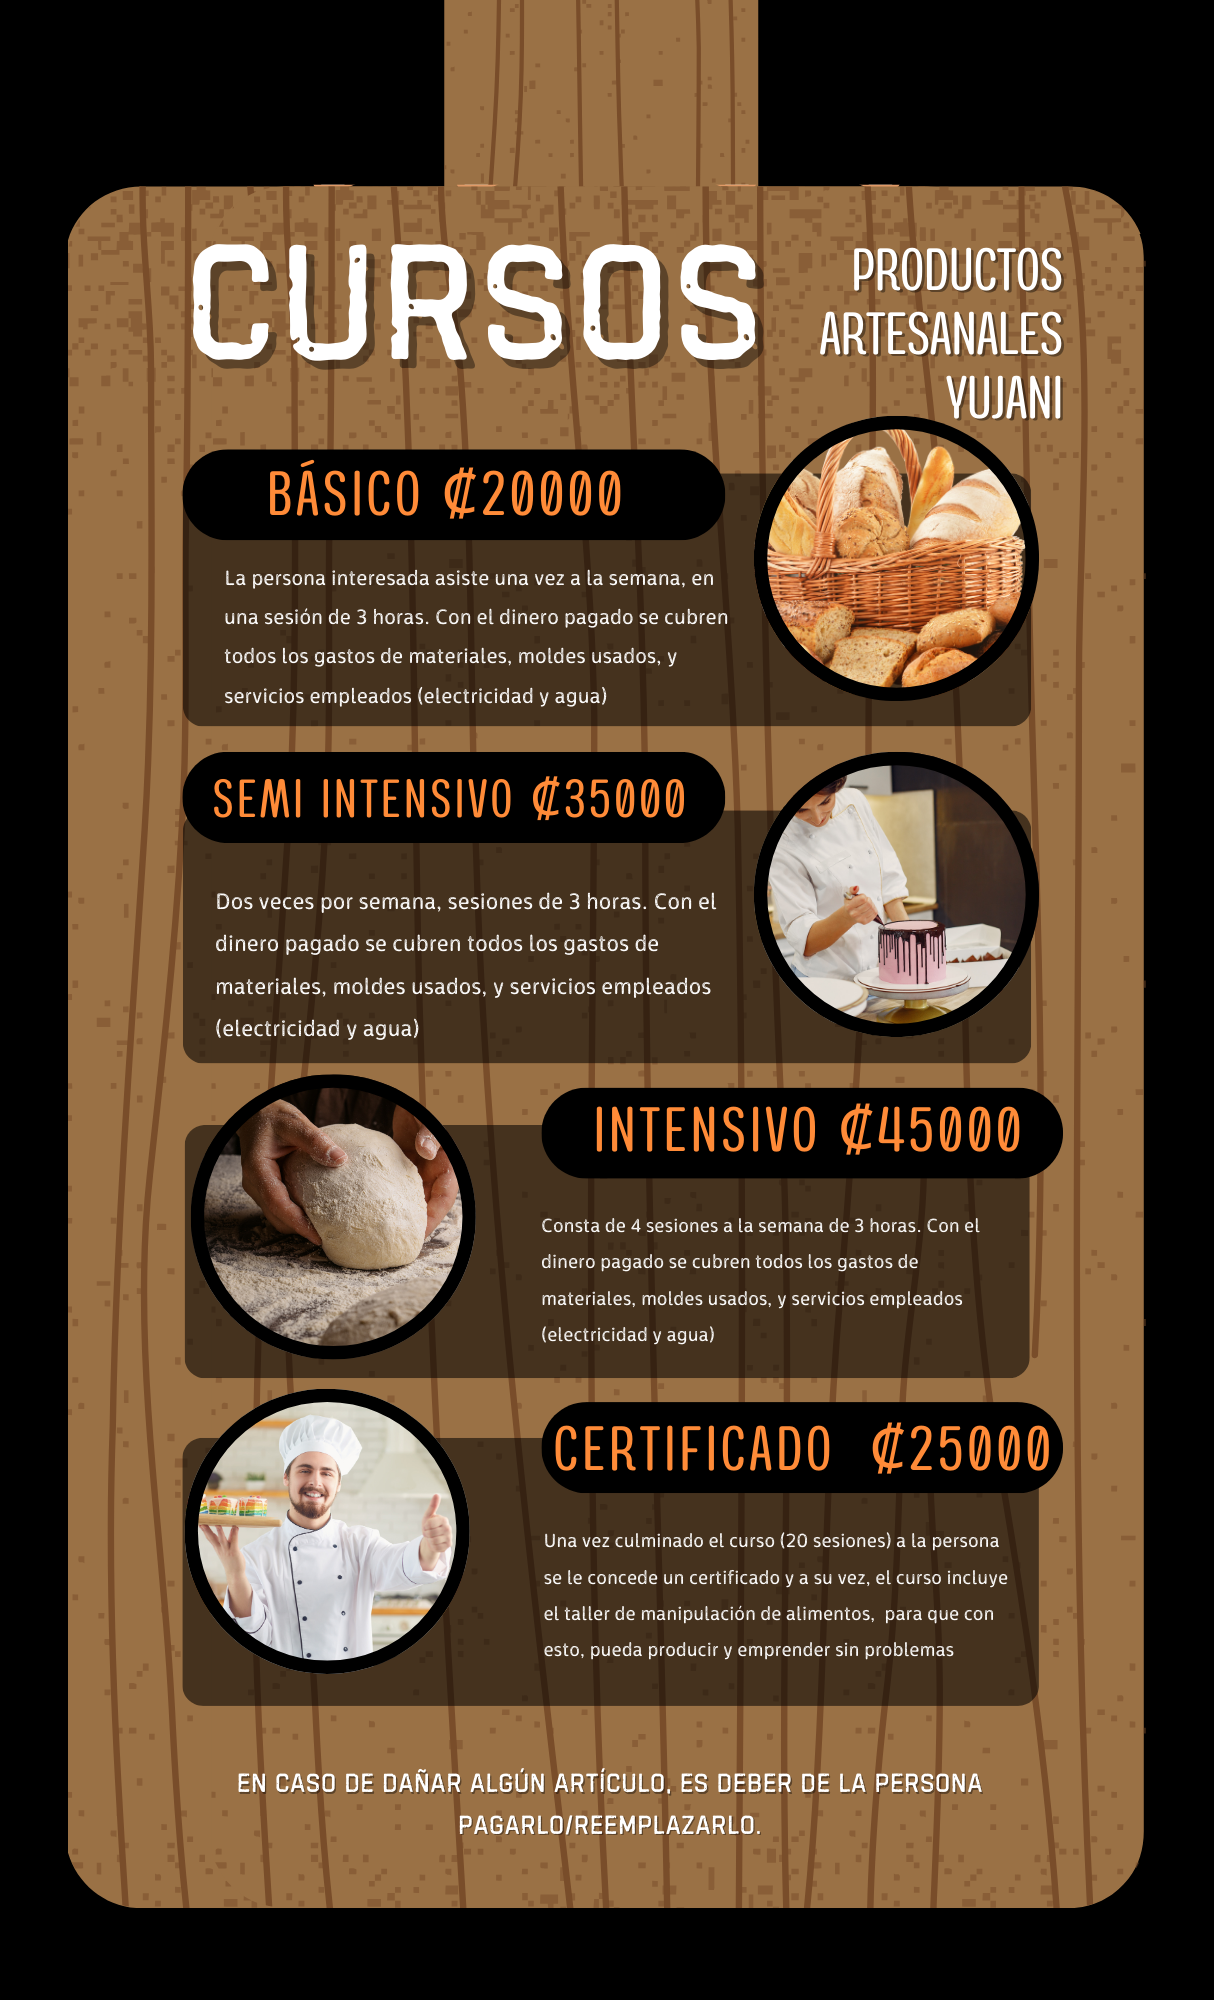 CURSOS
PRODUCTOS
ARTESANALES
YUJANI
BÁSICO ₡20000
La persona interesada asiste una vez a la semana, en
una sesión de 3 horas. Con el dinero pagado se cubren
todos los gastos de materiales, moldes usados, y
servicios empleados (electricidad y agua)
SEMI INTENSIVO ₡35000
Dos veces por semana, sesiones de 3 horas. Con el
dinero pagado se cubren todos los gastos de
materiales, moldes usados, y servicios empleados
(electricidad y agua)
INTENSIVO ₡45000
Consta de 4 sesiones a la semana de 3 horas. Con el
dinero pagado se cubren todos los gastos de
materiales, moldes usados, y servicios empleados
(electricidad y agua)
CERTIFICADO ₡25000
Una vez culminado el curso (20 sesiones) a la persona
se le concede un certificado y a su vez, el curso incluye
el taller de manipulación de alimentos, para que con
esto, pueda producir y emprender sin problemas
EN CASO DE DAÑAR ALGÚN ARTÍCULO, ES DEBER DE LA PERSONA
PAGARLO/REEMPLAZARLO.